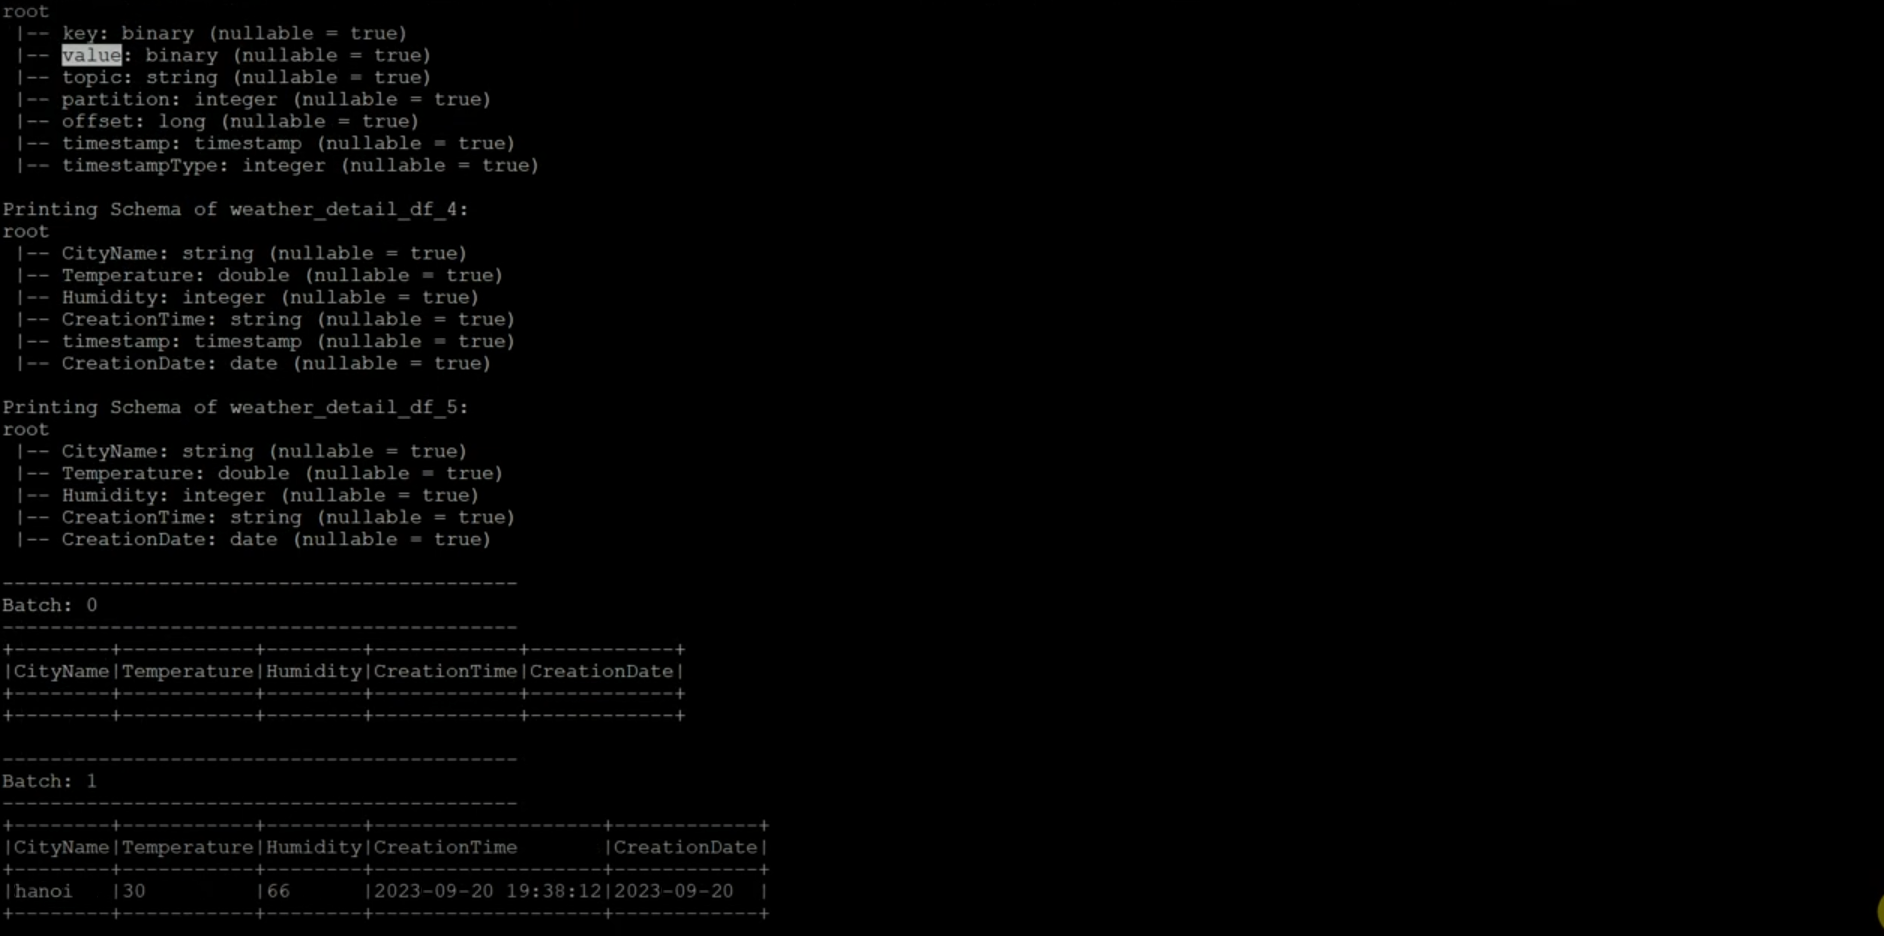 root
 |-- key: binary (nullable = true)
 |-- value: binary (nullable = true)
 |-- topic: string (nullable = true)
 |-- partition: integer (nullable = true)
 |-- offset: long (nullable = true)
 |-- timestamp: timestamp (nullable = true)
 |-- timestampType: integer (nullable = true)

Printing Schema of weather_detail_df_4:
root
 |-- CityName: string (nullable = true)
 |-- Temperature: double (nullable = true)
 |-- Humidity: integer (nullable = true)
 |-- CreationTime: string (nullable = true)
 |-- timestamp: timestamp (nullable = true)
 |-- CreationDate: date (nullable = true)

Printing Schema of weather_detail_df_5:
root
 |-- CityName: string (nullable = true)
 |-- Temperature: double (nullable = true)
 |-- Humidity: integer (nullable = true)
 |-- CreationTime: string (nullable = true)
 |-- CreationDate: date (nullable = true)

-------------------------------------------
Batch: 0
-------------------------------------------
+--------+-----------+--------+------------+------------+
|CityName|Temperature|Humidity|CreationTime|CreationDate|
+--------+-----------+--------+------------+------------+
+--------+-----------+--------+------------+------------+

-------------------------------------------
Batch: 1
-------------------------------------------
+--------+-----------+--------+-------------------+------------+
|CityName|Temperature|Humidity|CreationTime       |CreationDate|
+--------+-----------+--------+-------------------+------------+
|hanoi   |30         |66      |2023-09-20 19:38:12|2023-09-20  |
+--------+-----------+--------+-------------------+------------+